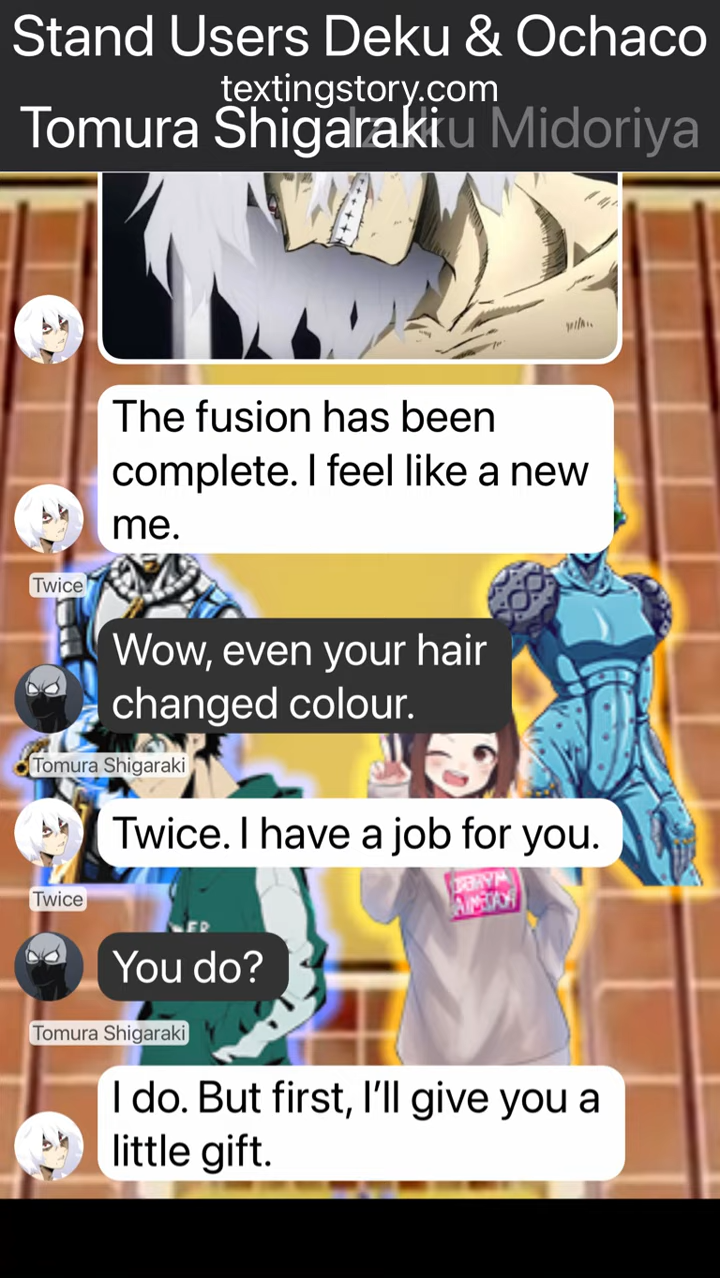 Stand Users Deku & Ochaco
textingstory.com
Tomura Shigaraki
Izuku Midoriya
The fusion has been
complete. I feel like a new
me.
Twice
Wow, even your hair
changed colour.
Tomura Shigaraki
Twice. I have a job for you.
Twice
You do?
Tomura Shigaraki
I do. But first, I’ll give you a
little gift.